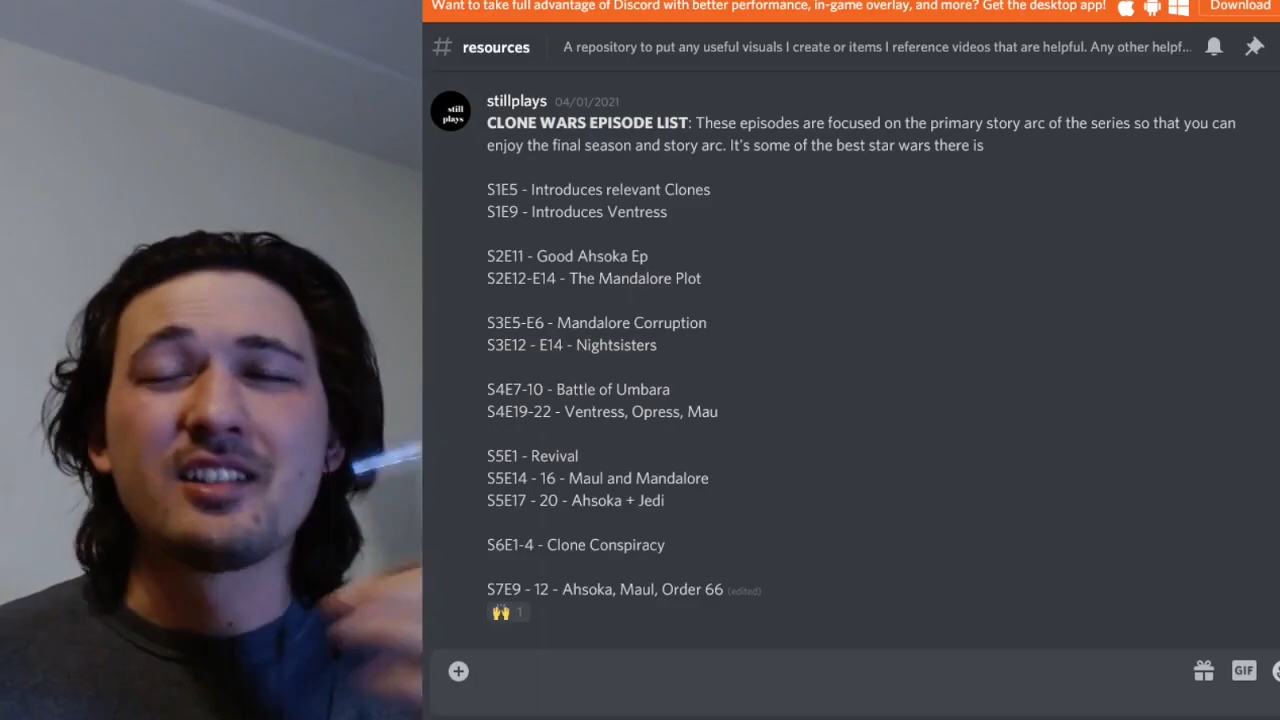 Want to take full advantage of Discord with better performance, in-game overlay, and more? Get the desktop app!
Download
# resources
A repository to put any useful visuals I create or items I reference videos that are helpful. Any other helpf...
still
plays
stillplays 04/01/2021
CLONE WARS EPISODE LIST: These episodes are focused on the primary story arc of the series so that you can
enjoy the final season and story arc. It's some of the best star wars there is
S1E5 - Introduces relevant Clones
S1E9 - Introduces Ventress
S2E11 - Good Ahsoka Ep
S2E12-E14 - The Mandalore Plot
S3E5-E6 - Mandalore Corruption
S3E12 - E14 - Nightsisters
S4E7-10 - Battle of Umbara
S4E19-22 - Ventress, Opress, Mau
S5E1 - Revival
S5E14 - 16 - Maul and Mandalore
S5E17 - 20 - Ahsoka + Jedi
S6E1-4 - Clone Conspiracy
S7E9 - 12 - Ahsoka, Maul, Order 66 (edited)
🙌 1
GIF